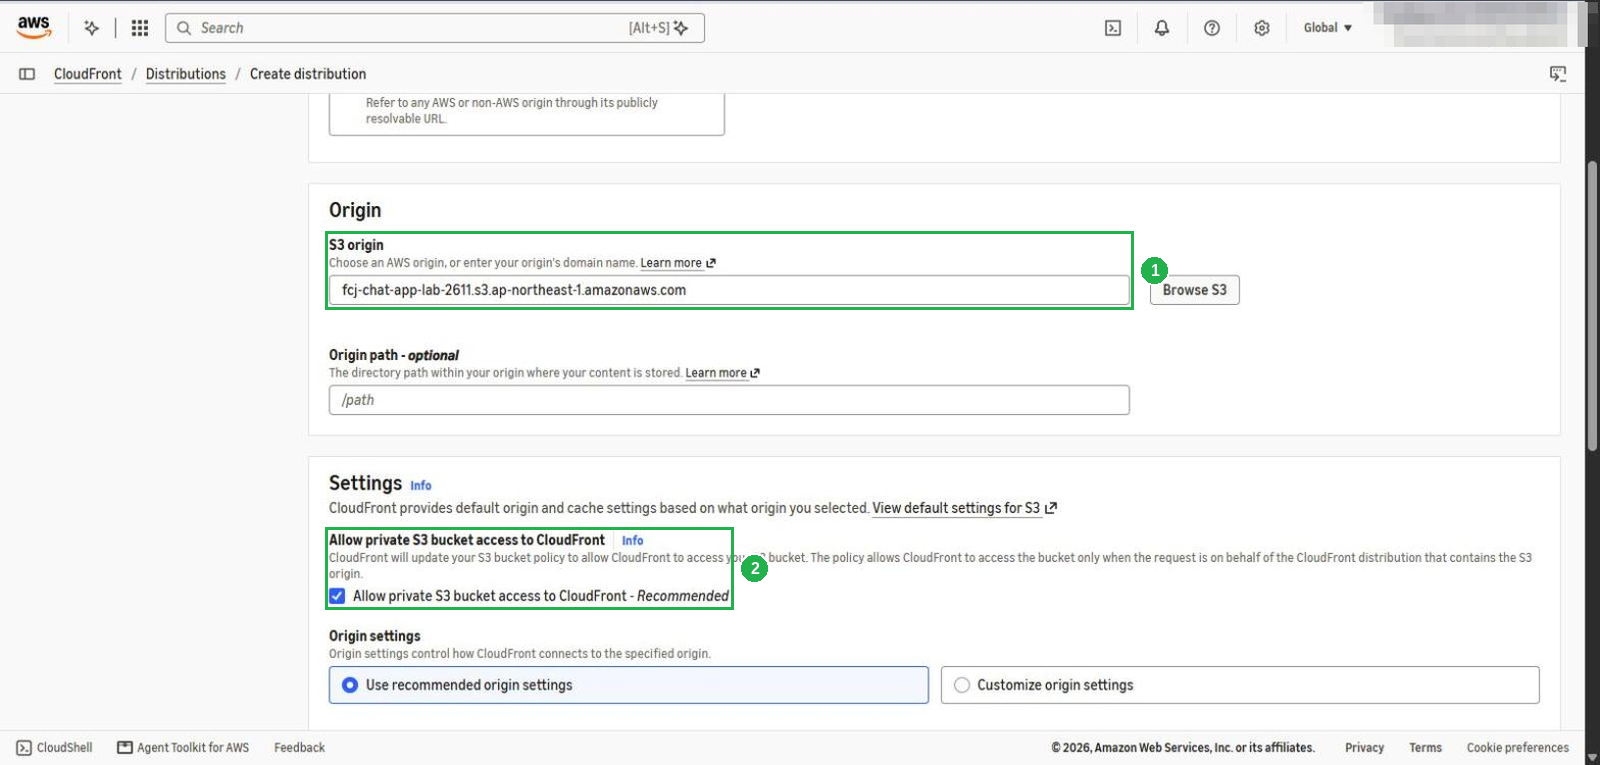 aws
Search
[Alt+S]
Global
CloudFront / Distributions / Create distribution
Refer to any AWS or non-AWS origin through its publicly
resolvable URL.
Origin
S3 origin
Choose an AWS origin, or enter your origin's domain name. Learn more
fcj-chat-app-lab-2611.s3.ap-northeast-1.amazonaws.com
1
Browse S3
Origin path - optional
The directory path within your origin where your content is stored. Learn more
/path
Settings Info
CloudFront provides default origin and cache settings based on what origin you selected. View default settings for S3
Allow private S3 bucket access to CloudFront Info
CloudFront will update your S3 bucket policy to allow CloudFront to access bucket. The policy allows CloudFront to access the bucket only when the request is on behalf of the CloudFront distribution that contains the S3
origin.
2
Allow private S3 bucket access to CloudFront - Recommended
Origin settings
Origin settings control how CloudFront connects to the specified origin.
Use recommended origin settings
Customize origin settings
CloudShell
Agent Toolkit for AWS
Feedback
© 2026, Amazon Web Services, Inc. or its affiliates.
Privacy
Terms
Cookie preferences